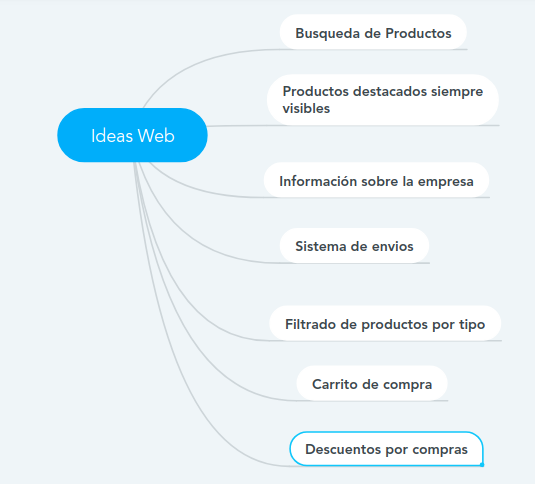 Busqueda de Productos
Productos destacados siempre
visibles
Ideas Web
Información sobre la empresa
Sistema de envios
Filtrado de productos por tipo
Carrito de compra
Descuentos por compras